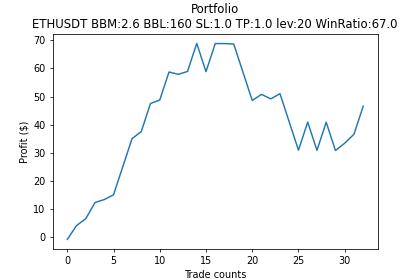 Portfolio
ETHUSDT BBM:2.6 BBL:160 SL:1.0 TP:1.0 lev:20 WinRatio:67.0
70
60
50
40
30
20
10
0
Profit ($)
0 5 10 15 20 25 30
Trade counts